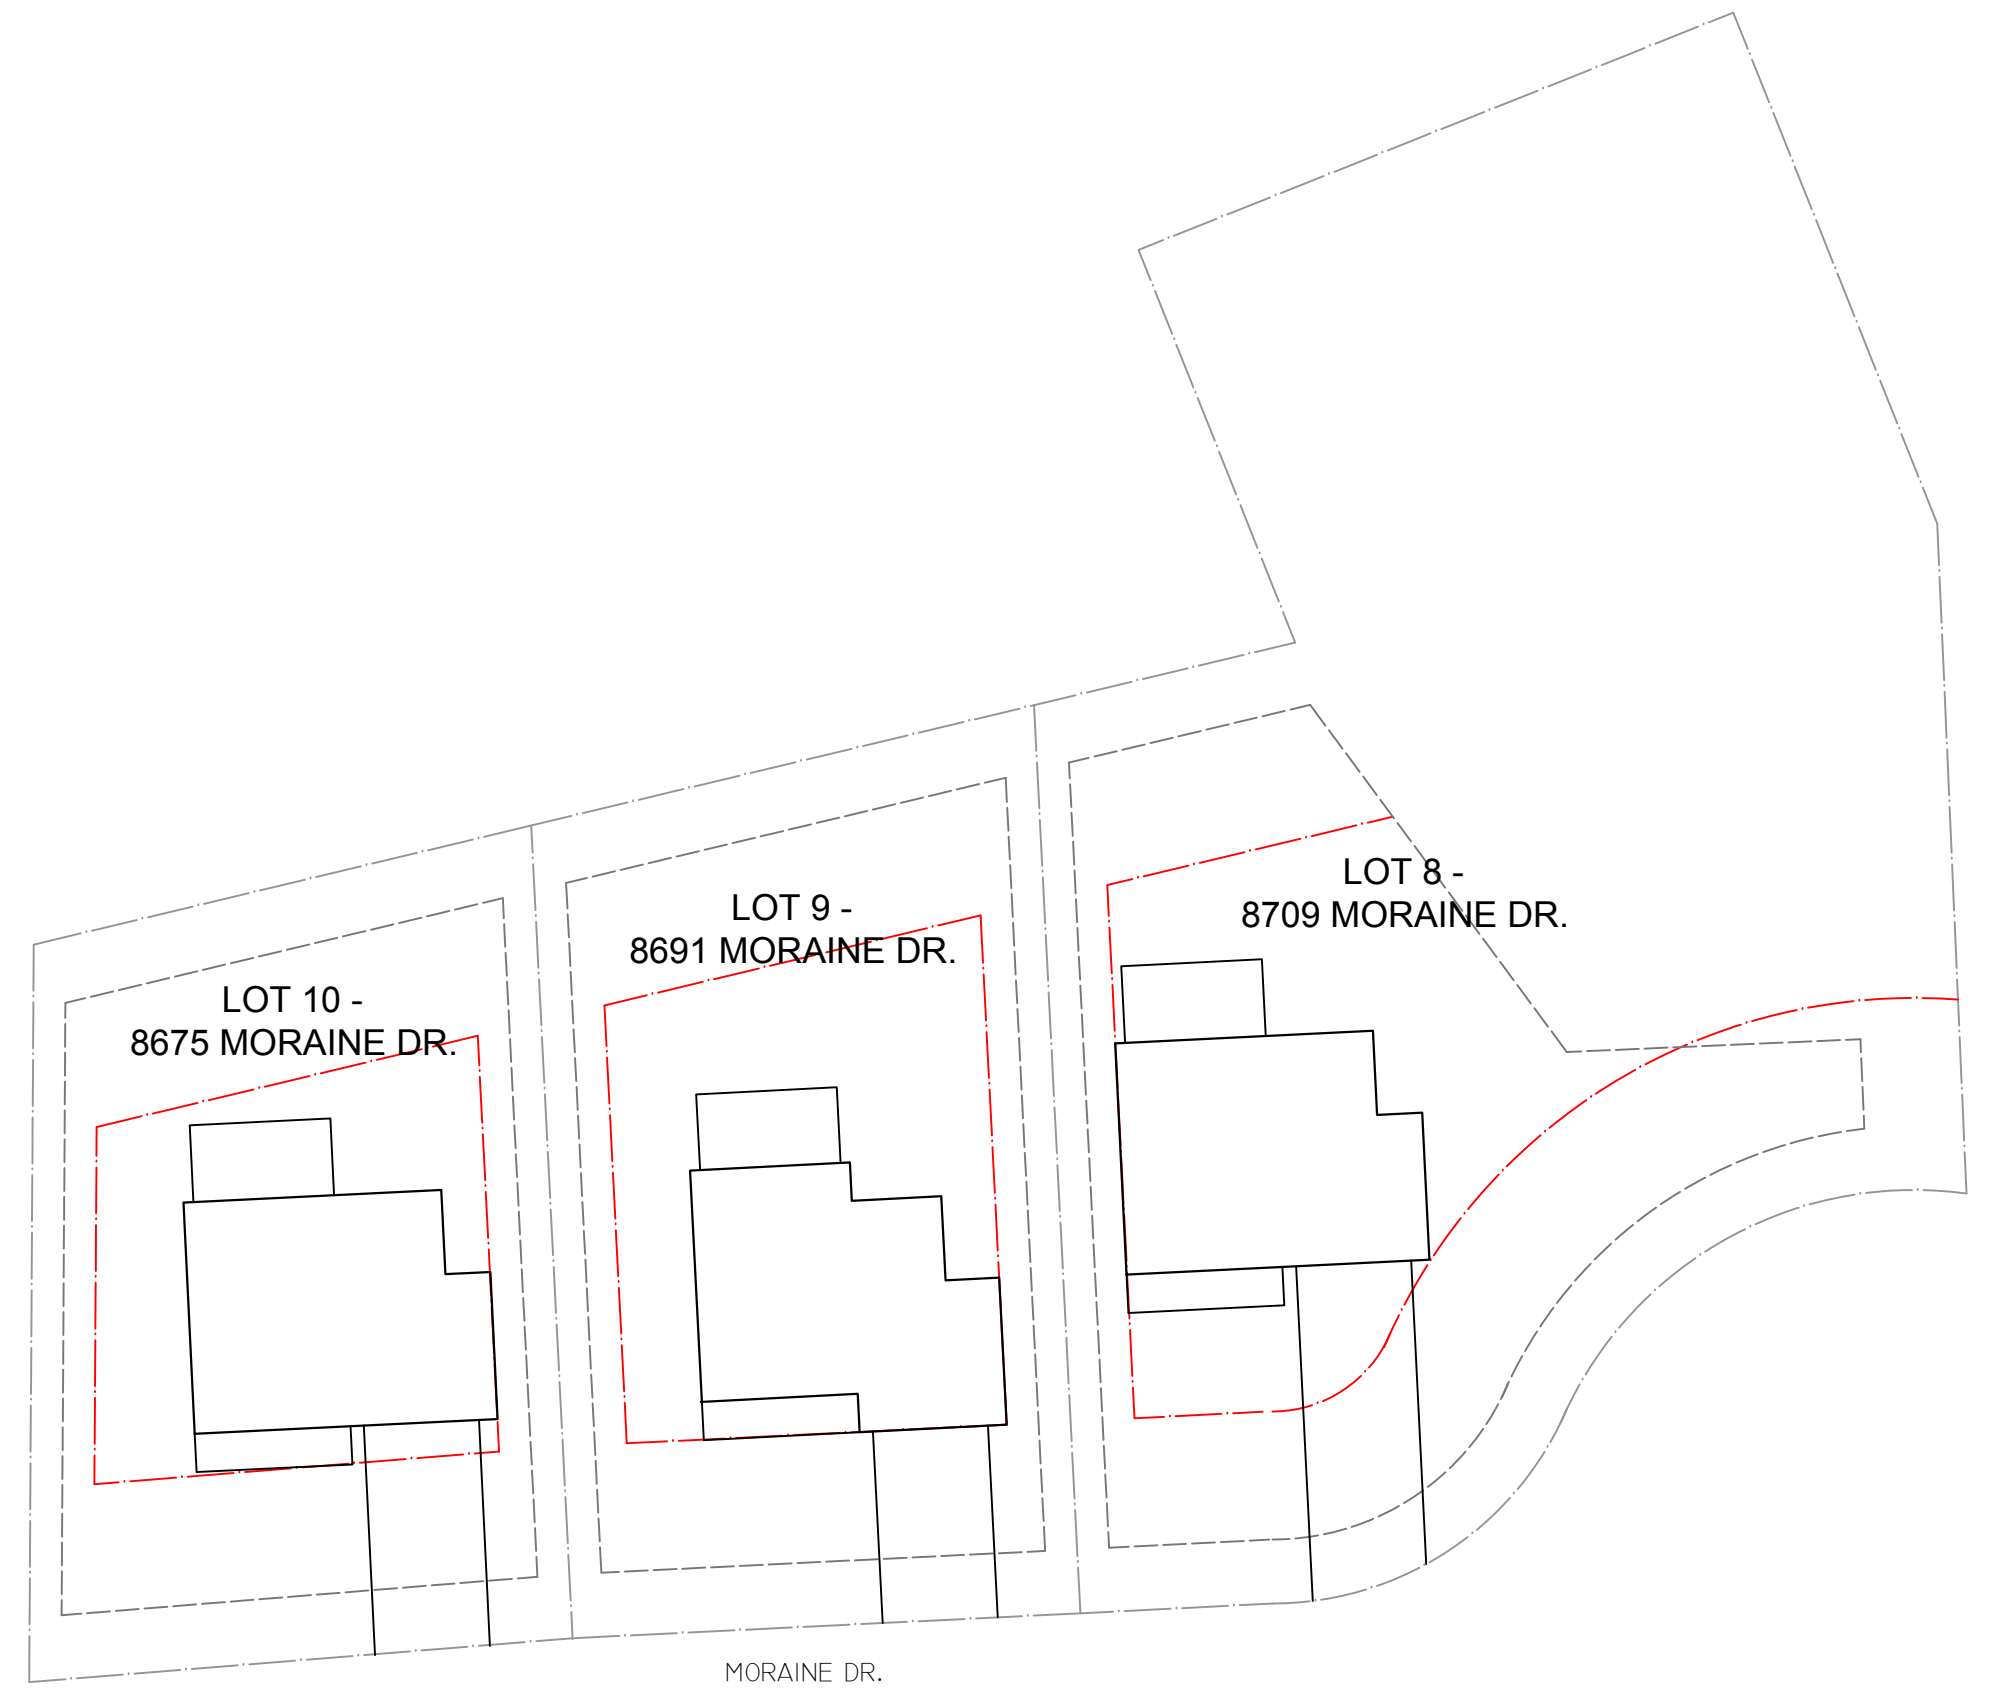 LOT 8 -
8709 MORAINE DR.
LOT 9 -
8691 MORAINE DR.
LOT 10 -
8675 MORAINE DR.
MORAINE DR.